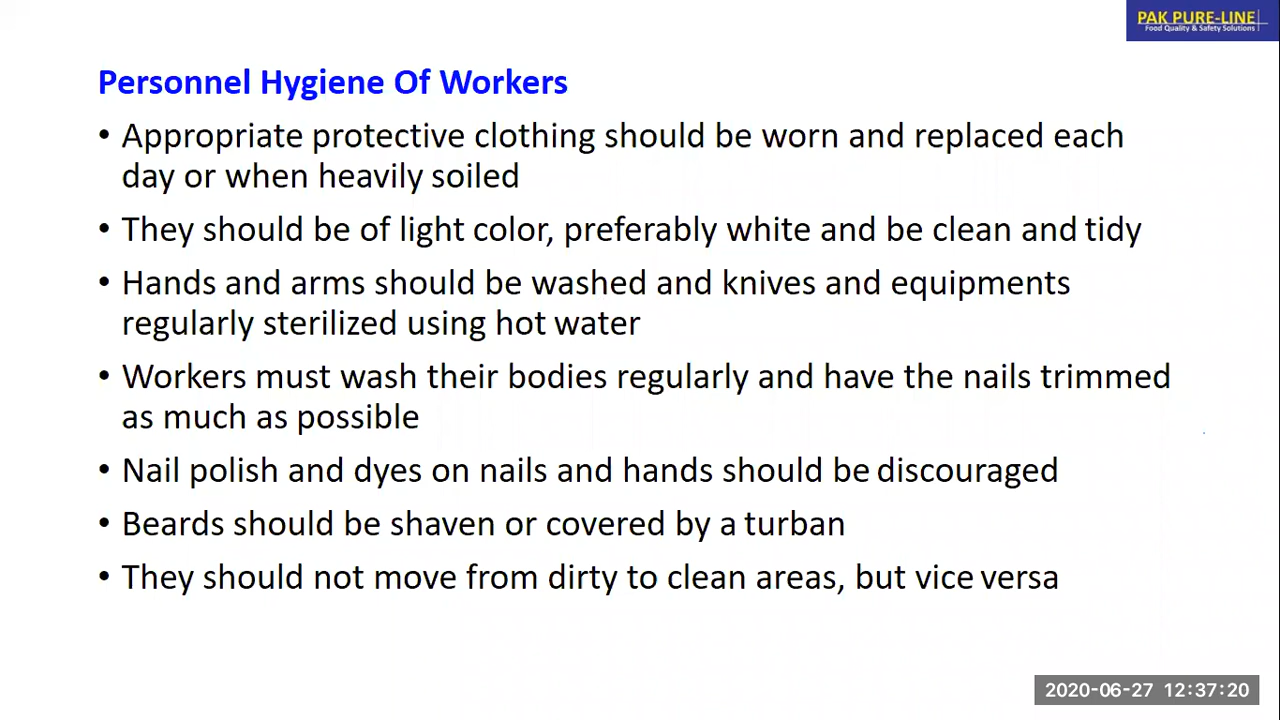 PAK PURE-LINE
Food Quality & Safety Solutions
Personnel Hygiene Of Workers
• Appropriate protective clothing should be worn and replaced each
day or when heavily soiled
• They should be of light color, preferably white and be clean and tidy
• Hands and arms should be washed and knives and equipments
regularly sterilized using hot water
• Workers must wash their bodies regularly and have the nails trimmed
as much as possible
• Nail polish and dyes on nails and hands should be discouraged
• Beards should be shaven or covered by a turban
• They should not move from dirty to clean areas, but vice versa
2020-06-27 12:37:20